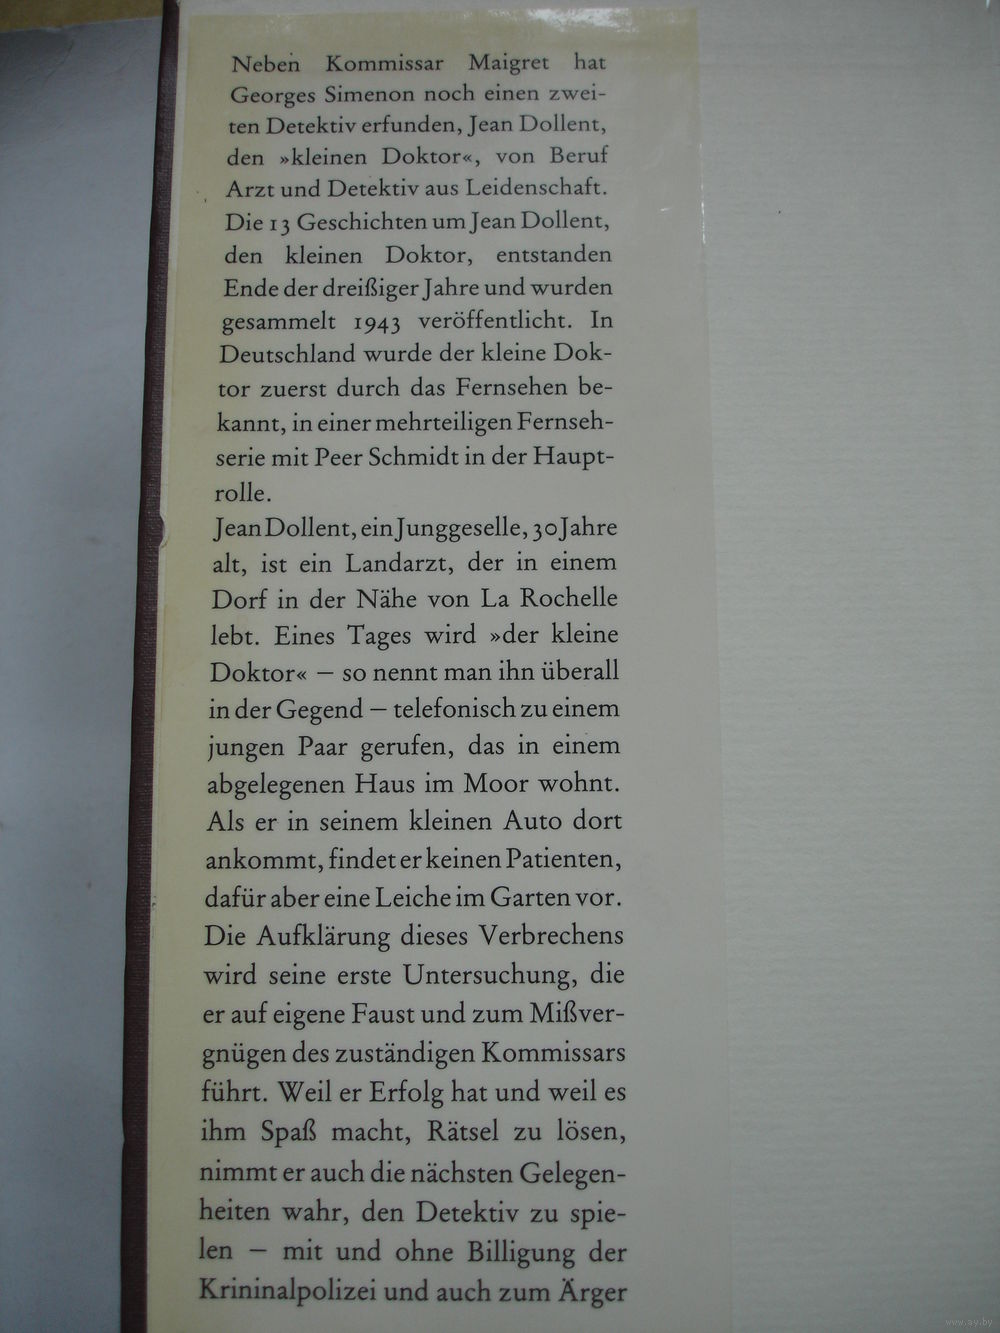 Neben Kommissar Maigret hat
Georges Simenon noch einen zwei-
ten Detektiv erfunden, Jean Dollent,
den »kleinen Doktor«, von Beruf
Arzt und Detektiv aus Leidenschaft.
Die 13 Geschichten um Jean Dollent,
den kleinen Doktor, entstanden
Ende der dreißiger Jahre und wurden
gesammelt 1943 veröffentlicht. In
Deutschland wurde der kleine Dok-
tor zuerst durch das Fernsehen be-
kannt, in einer mehrteiligen Fernseh-
serie mit Peer Schmidt in der Haupt-
rolle.
Jean Dollent, ein Junggeselle, 30 Jahre
alt, ist ein Landarzt, der in einem
Dorf in der Nähe von La Rochelle
lebt. Eines Tages wird »der kleine
Doktor« – so nennt man ihn überall
in der Gegend – telefonisch zu einem
jungen Paar gerufen, das in einem
abgelegenen Haus im Moor wohnt.
Als er in seinem kleinen Auto dort
ankommt, findet er keinen Patienten,
dafür aber eine Leiche im Garten vor.
Die Aufklärung dieses Verbrechens
wird seine erste Untersuchung, die
er auf eigene Faust und zum Mißver-
gnügen des zuständigen Kommissars
führt. Weil er Erfolg hat und weil es
ihm Spaß macht, Rätsel zu lösen,
nimmt er auch die nächsten Gelegen-
heiten wahr, den Detektiv zu spie-
len – mit und ohne Billigung der
Krininalpolizei und auch zum Ärger
www.ay.by